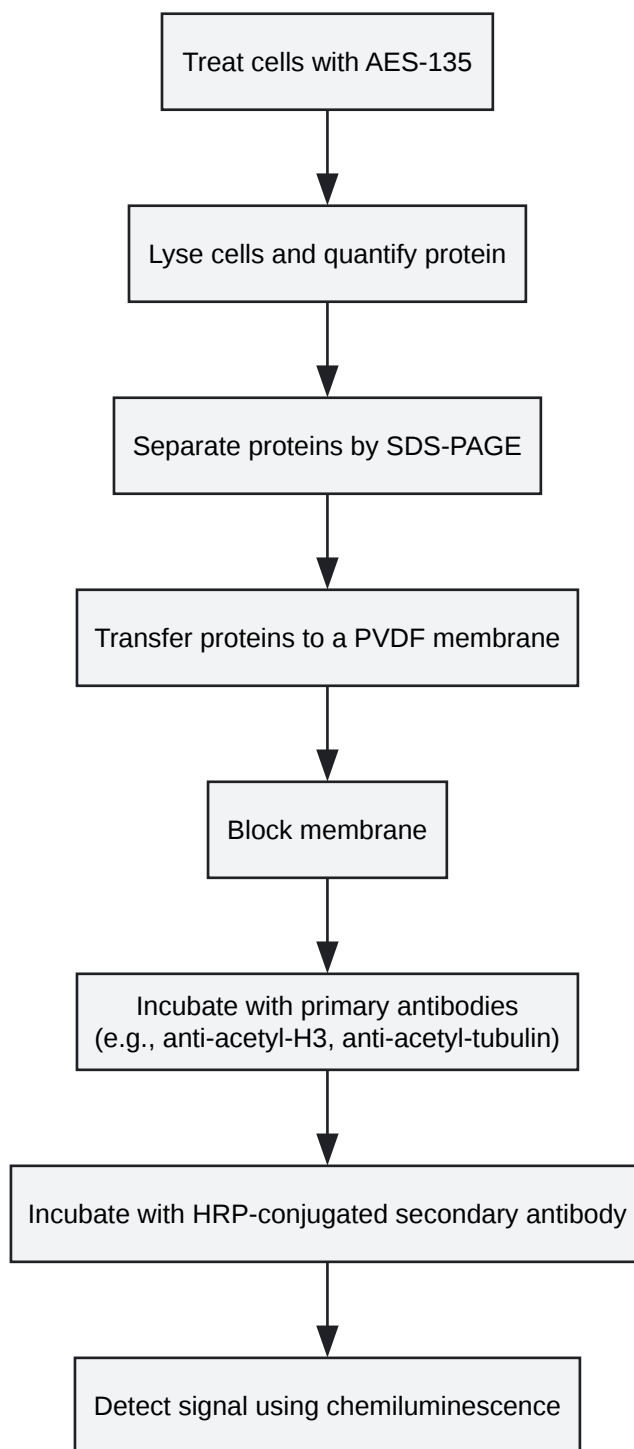 Treat cells with AES-135
Lyse cells and quantify protein
Separate proteins by SDS-PAGE
Transfer proteins to a PVDF membrane
Block membrane
Incubate with primary antibodies
(e.g., anti-acetyl-H3, anti-acetyl-tubulin)
Incubate with HRP-conjugated secondary antibody
Detect signal using chemiluminescence